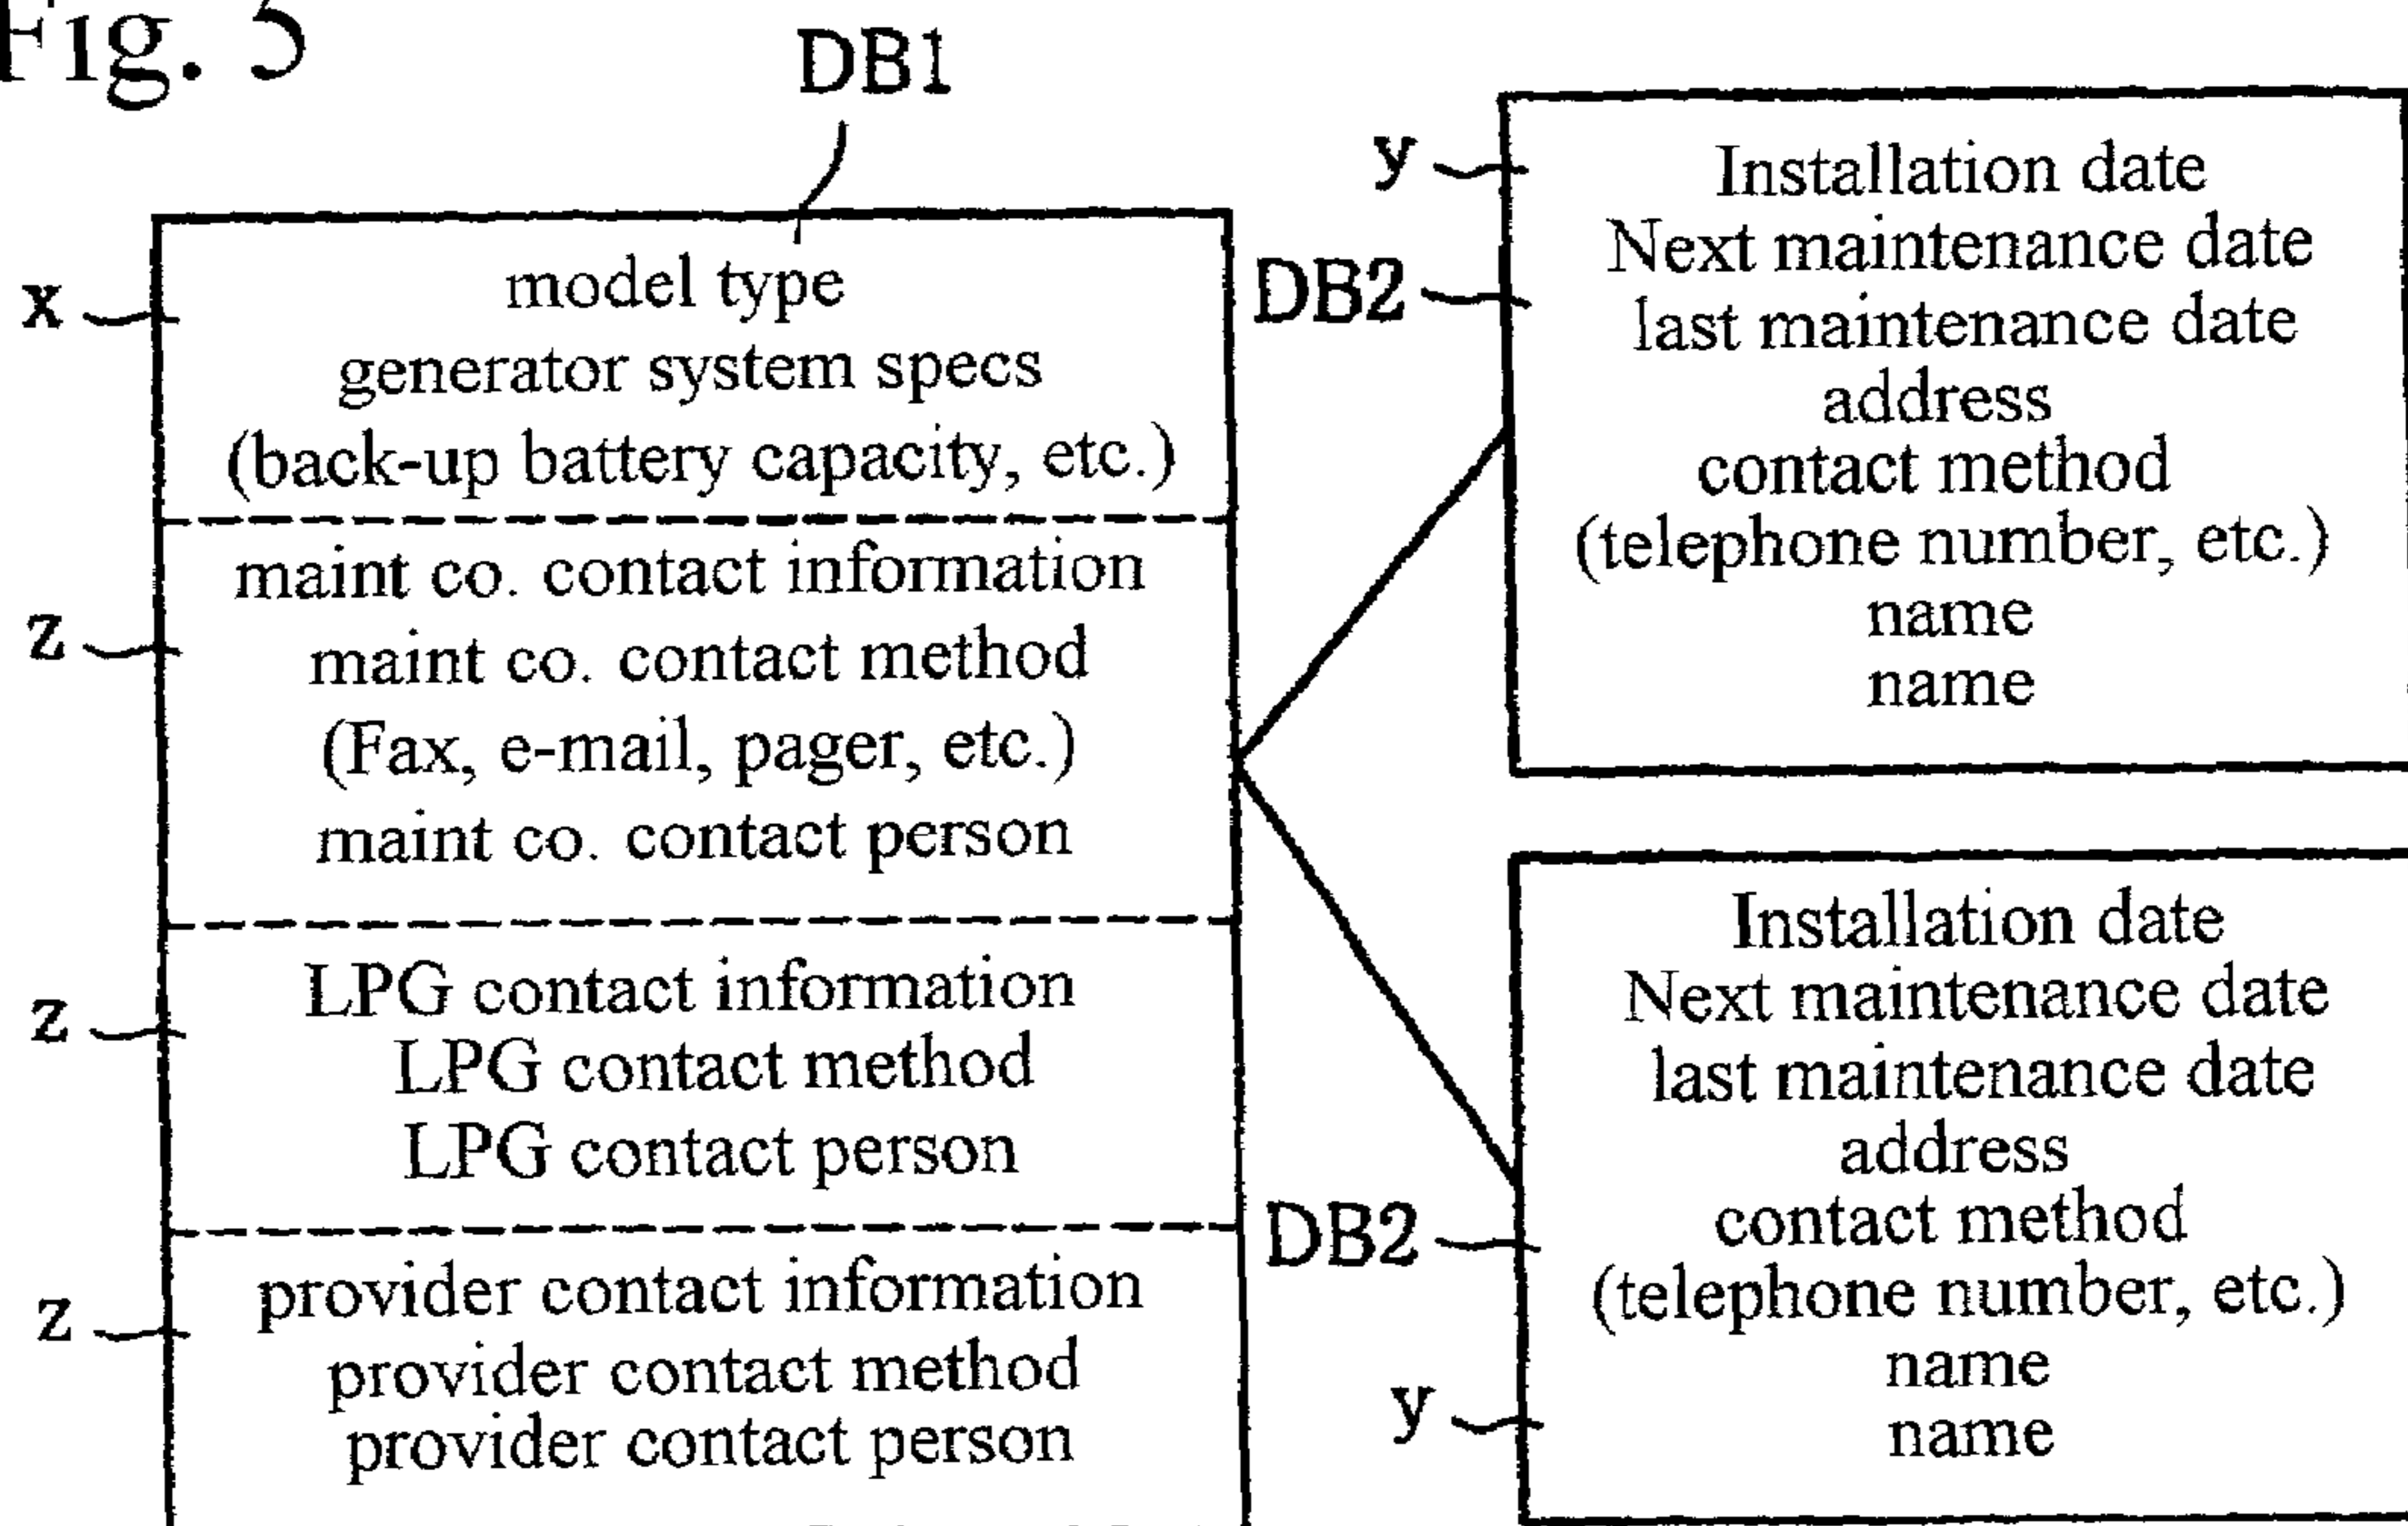 Fig. 5
DB1
x
model type
generator system specs
(back-up battery capacity, etc.)
z
maint co. contact information
maint co. contact method
(Fax, e-mail, pager, etc.)
maint co. contact person
z
LPG contact information
LPG contact method
LPG contact person
z
provider contact information
provider contact method
provider contact person
y
DB2
Installation date
Next maintenance date
last maintenance date
address
contact method
(telephone number, etc.)
name
name
DB2
y
Installation date
Next maintenance date
last maintenance date
address
contact method
(telephone number, etc.)
name
name